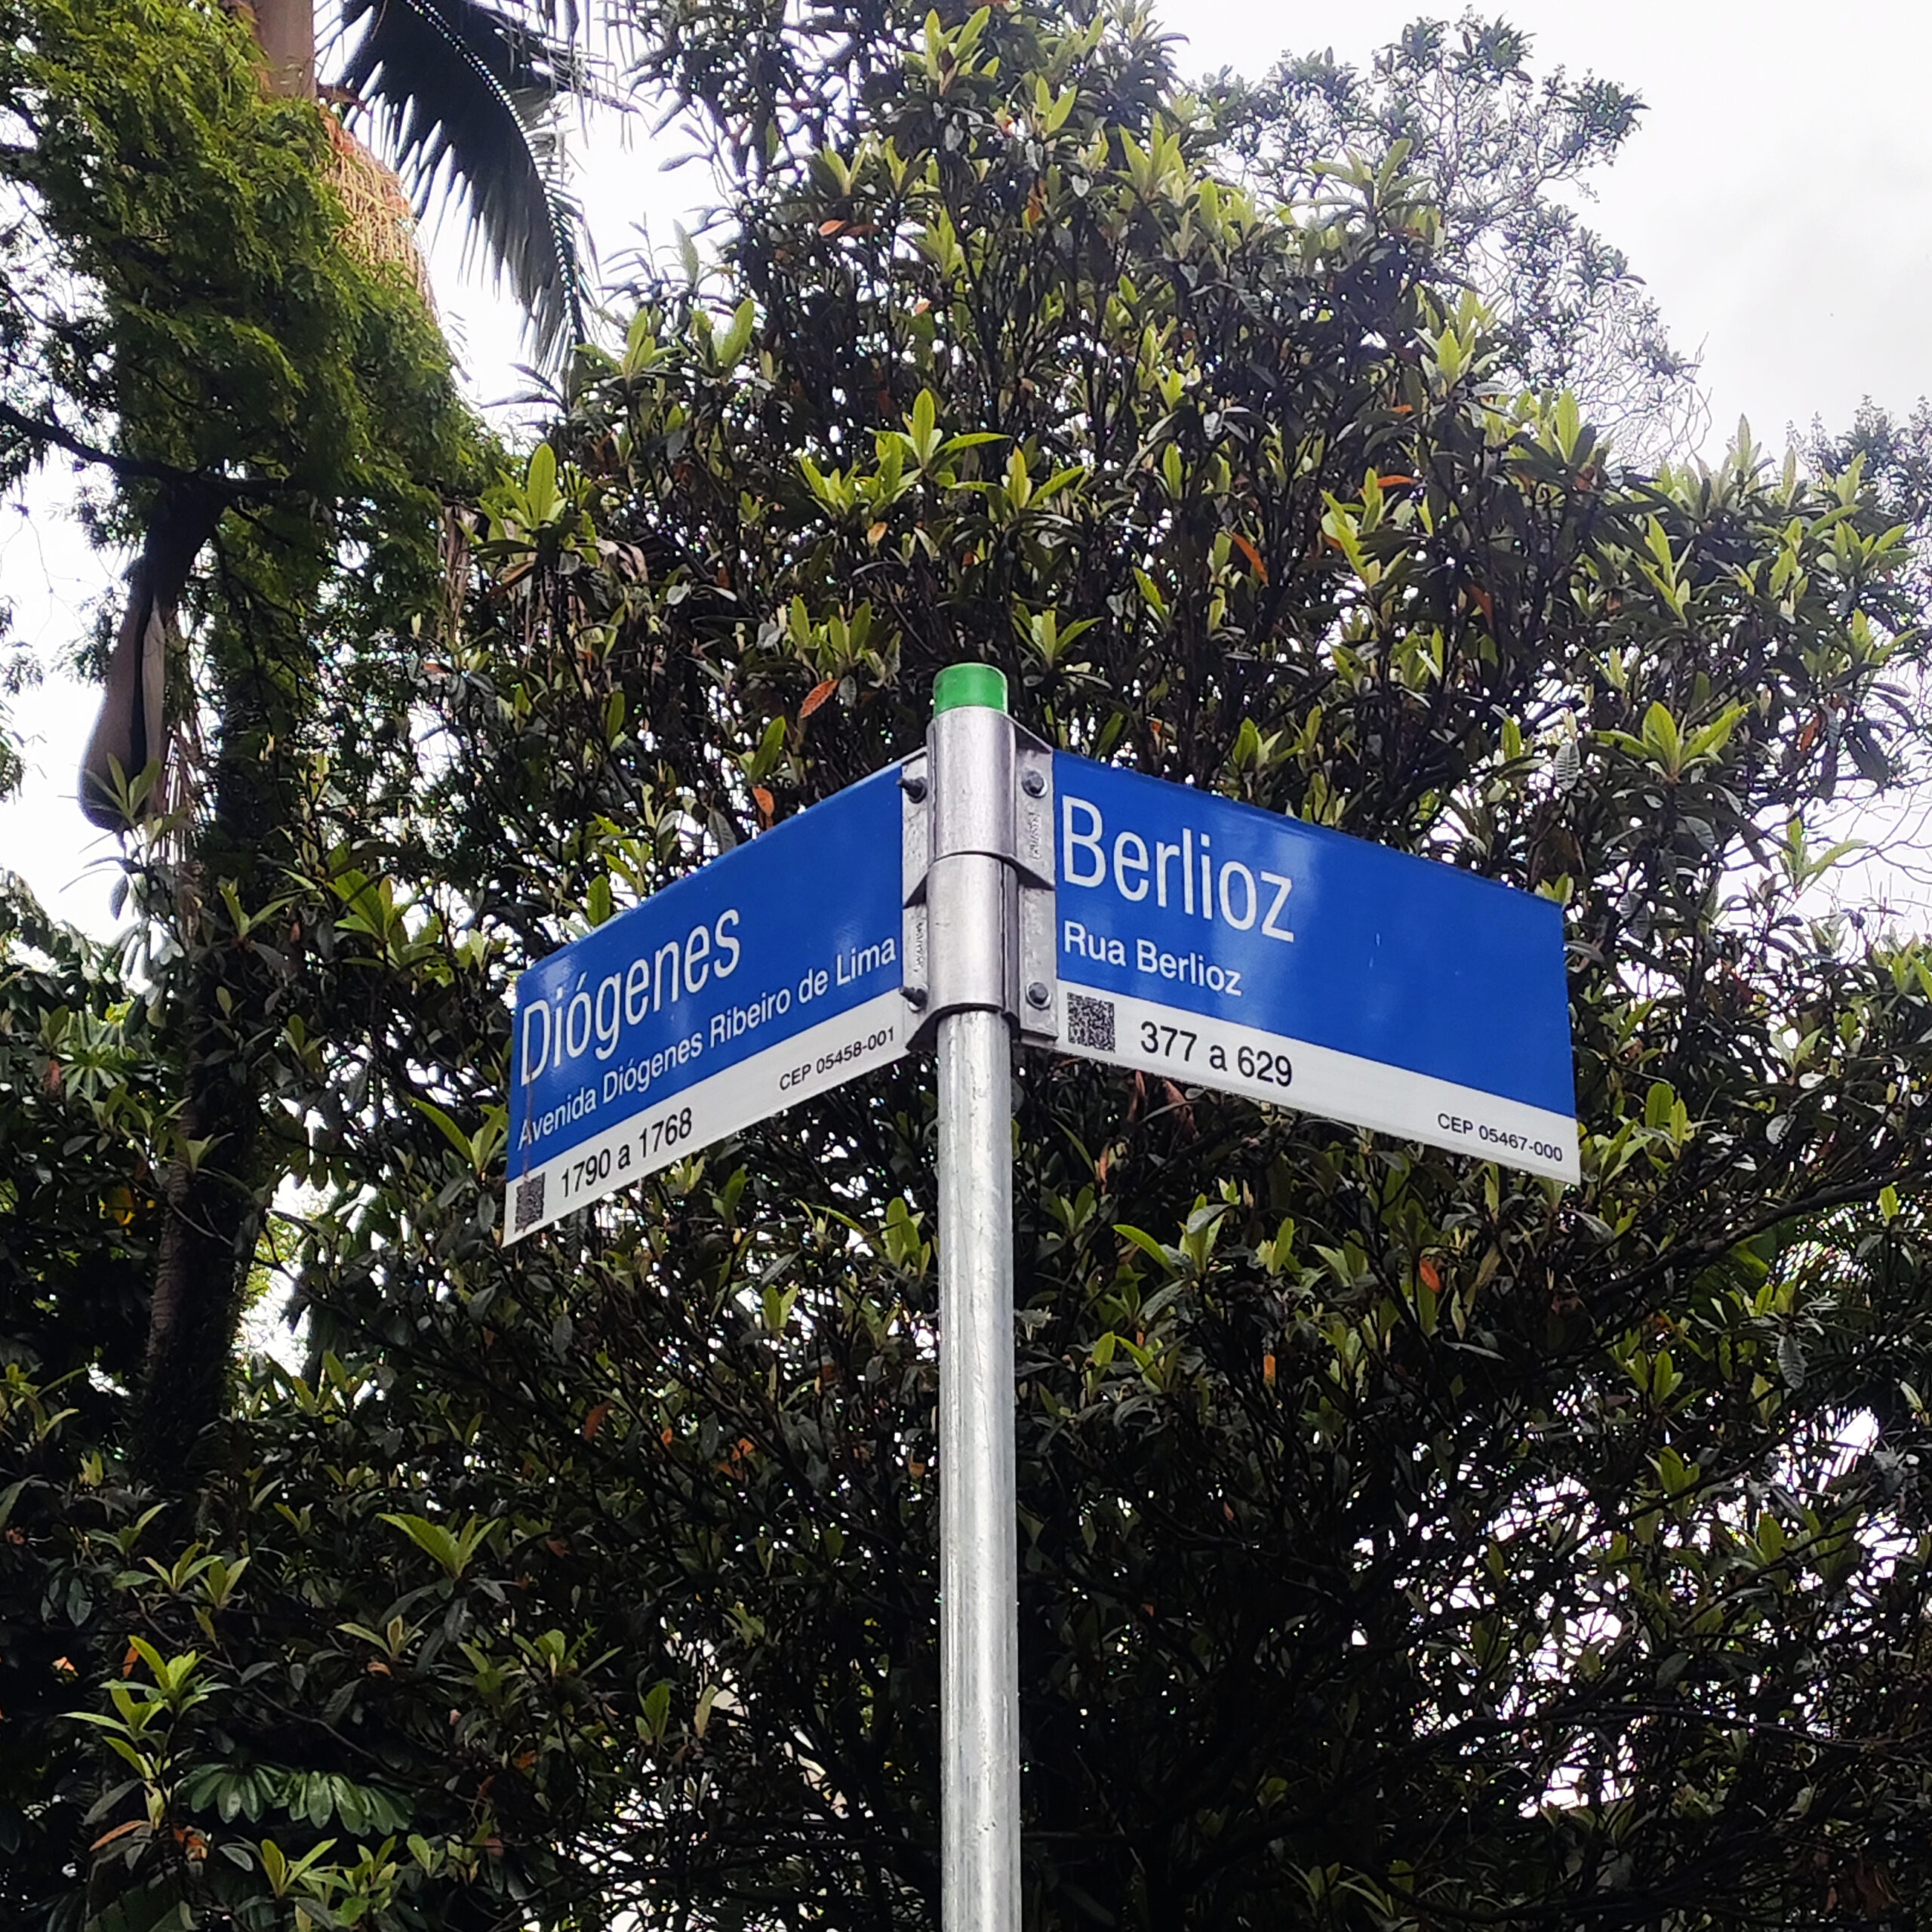 Diógenes
Avenida Diógenes Ribeiro de Lima
1790 a 1768
CEP 05458-001
Berlioz
Rua Berlioz
377 a 629
CEP 05467-000